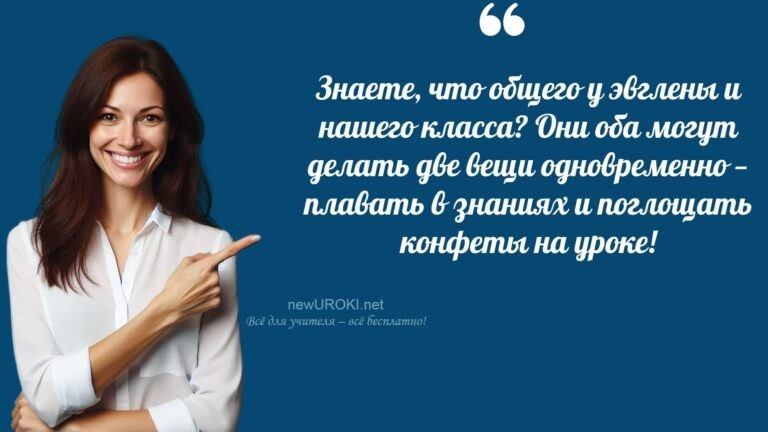 ❝
Знаете, что общего у эвглены и
нашего класса? Они оба могут
делать две вещи одновременно –
плавать в знаниях и поглощать
конфеты на уроке!
newUROKI.net
Всё для учителя – всё бесплатно!